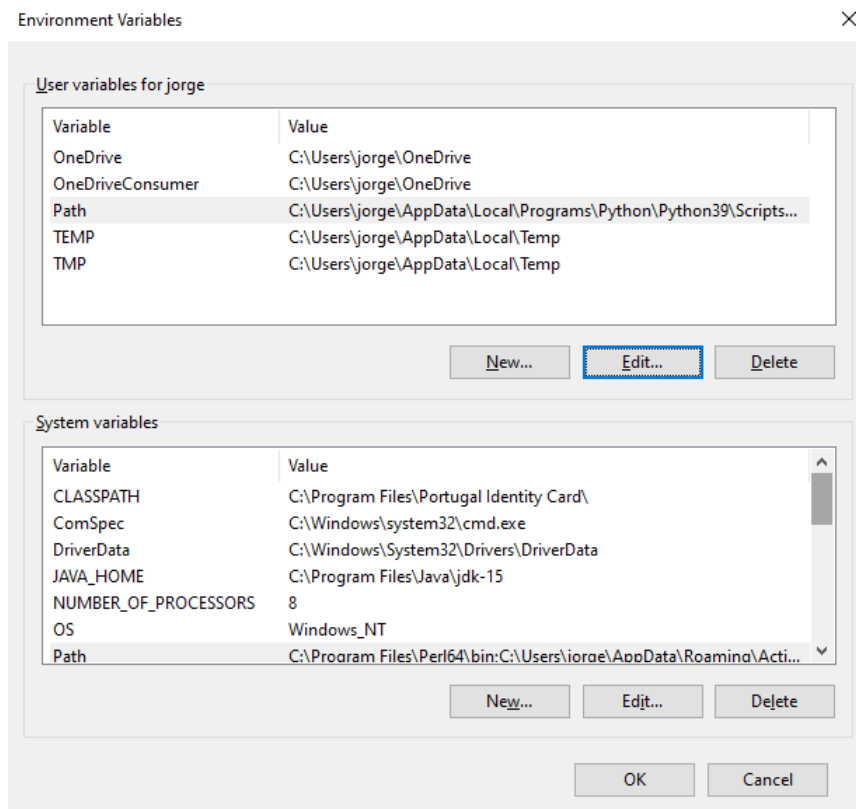 Environment Variables
User variables for jorge
Variable Value
OneDrive C:\Users\jorge\OneDrive
OneDriveConsumer C:\Users\jorge\OneDrive
Path C:\Users\jorge\AppData\Local\Programs\Python\Python39\Scripts...
TEMP C:\Users\jorge\AppData\Local\Temp
TMP C:\Users\jorge\AppData\Local\Temp
New... Edit... Delete
System variables
Variable Value
CLASSPATH C:\Program Files\Portugal Identity Card\
ComSpec C:\Windows\system32\cmd.exe
DriverData C:\Windows\System32\Drivers\DriverData
JAVA_HOME C:\Program Files\Java\jdk-15
NUMBER_OF_PROCESSORS 8
OS Windows_NT
Path C:\Program Files\Perl64\bin;C:\Users\jorge\AppData\Roaming\Acti...
New... Edit... Delete
OK Cancel